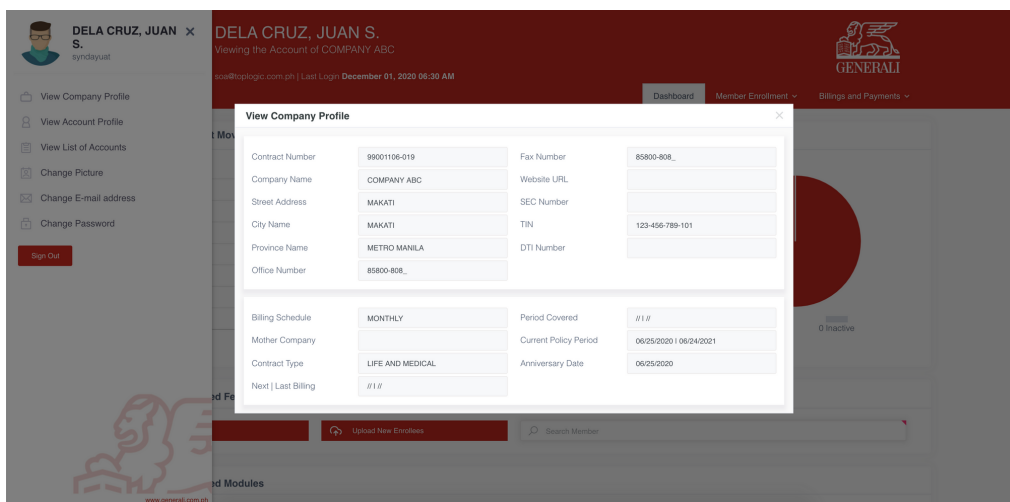 DELA CRUZ, JUAN S.
syndayuat
View Company Profile
View Account Profile
View List of Accounts
Change Picture
Change E-mail address
Change Password
Sign Out
www.generali.com.ph
DELA CRUZ, JUAN S.
Viewing the Account of COMPANY ABC
soa@toplogic.com.ph | Last Login December 01, 2020 06:30 AM
GENERALI
Dashboard Member Enrollment Billings and Payments
t Mov
View Company Profile
Contract Number 99001106-019 Fax Number 85800-808_
Company Name COMPANY ABC Website URL
Street Address MAKATI SEC Number
City Name MAKATI TIN 123-456-789-101
Province Name METRO MANILA DTI Number
Office Number 85800-808_
Billing Schedule MONTHLY Period Covered // | //
Mother Company Current Policy Period 06/25/2020 | 06/24/2021
Contract Type LIFE AND MEDICAL Anniversary Date 06/25/2020
Next | Last Billing // | //
0 Inactive
ed Fe
Upload New Enrollees Search Member
ed Modules